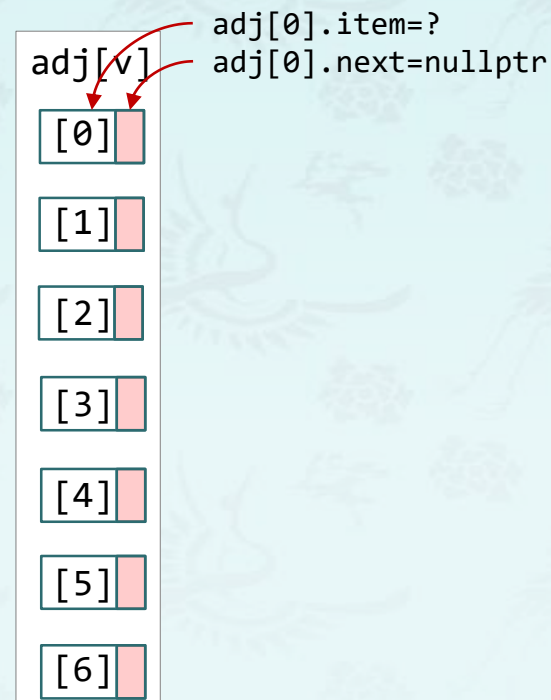 adj[0].item=?
adj[v]
adj[0].next=nullptr
[0]
[1]
[2]
[3]
[4]
[5]
[6]